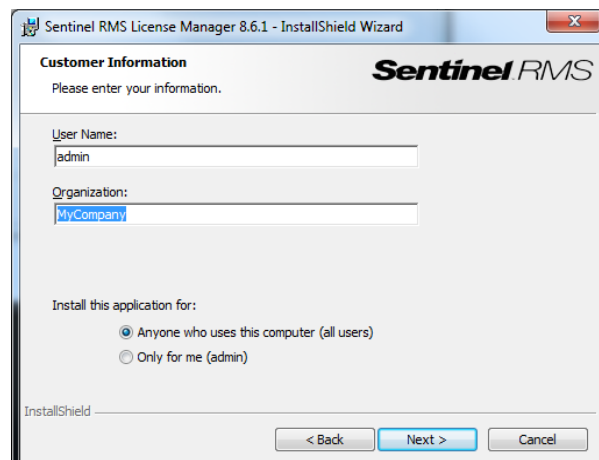 Sentinel RMS License Manager 8.6.1 - InstallShield Wizard
Customer Information
Please enter your information.
Sentinel.RMS
User Name:
admin
Organization:
MyCompany
Install this application for:
Anyone who uses this computer (all users)
Only for me (admin)
InstallShield
< Back
Next >
Cancel